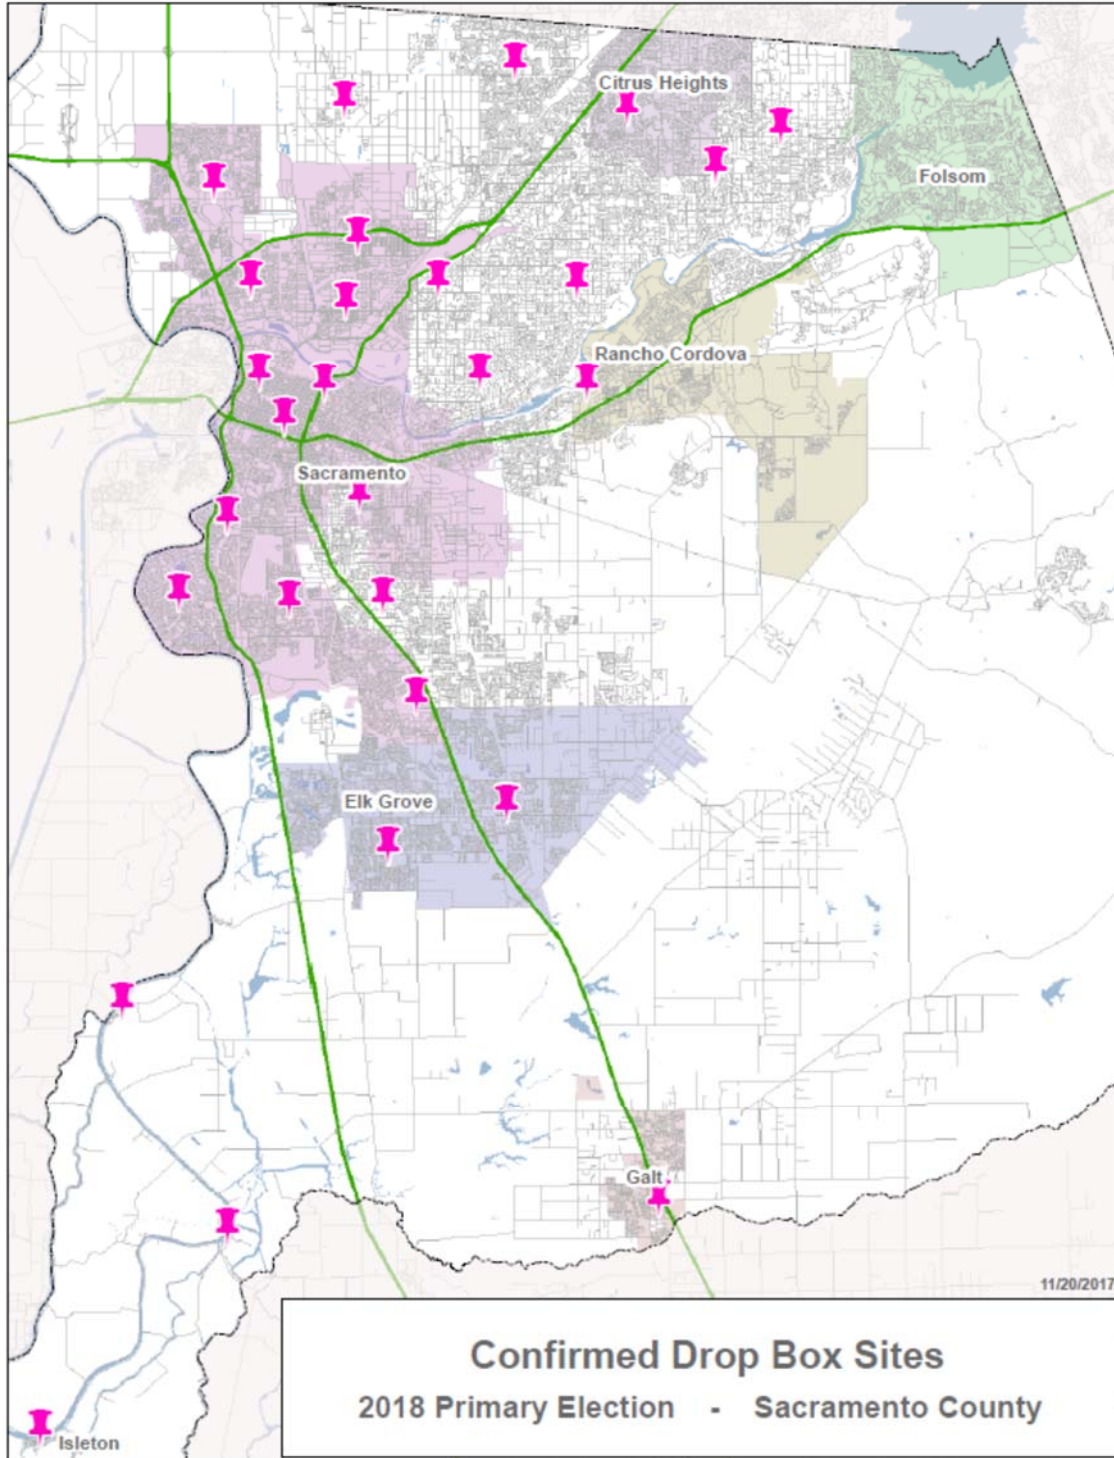 Citrus Heights
Folsom
Rancho Cordova
Sacramento
Elk Grove
Galt
11/20/2017
Confirmed Drop Box Sites
2018 Primary Election - Sacramento County
Isleton